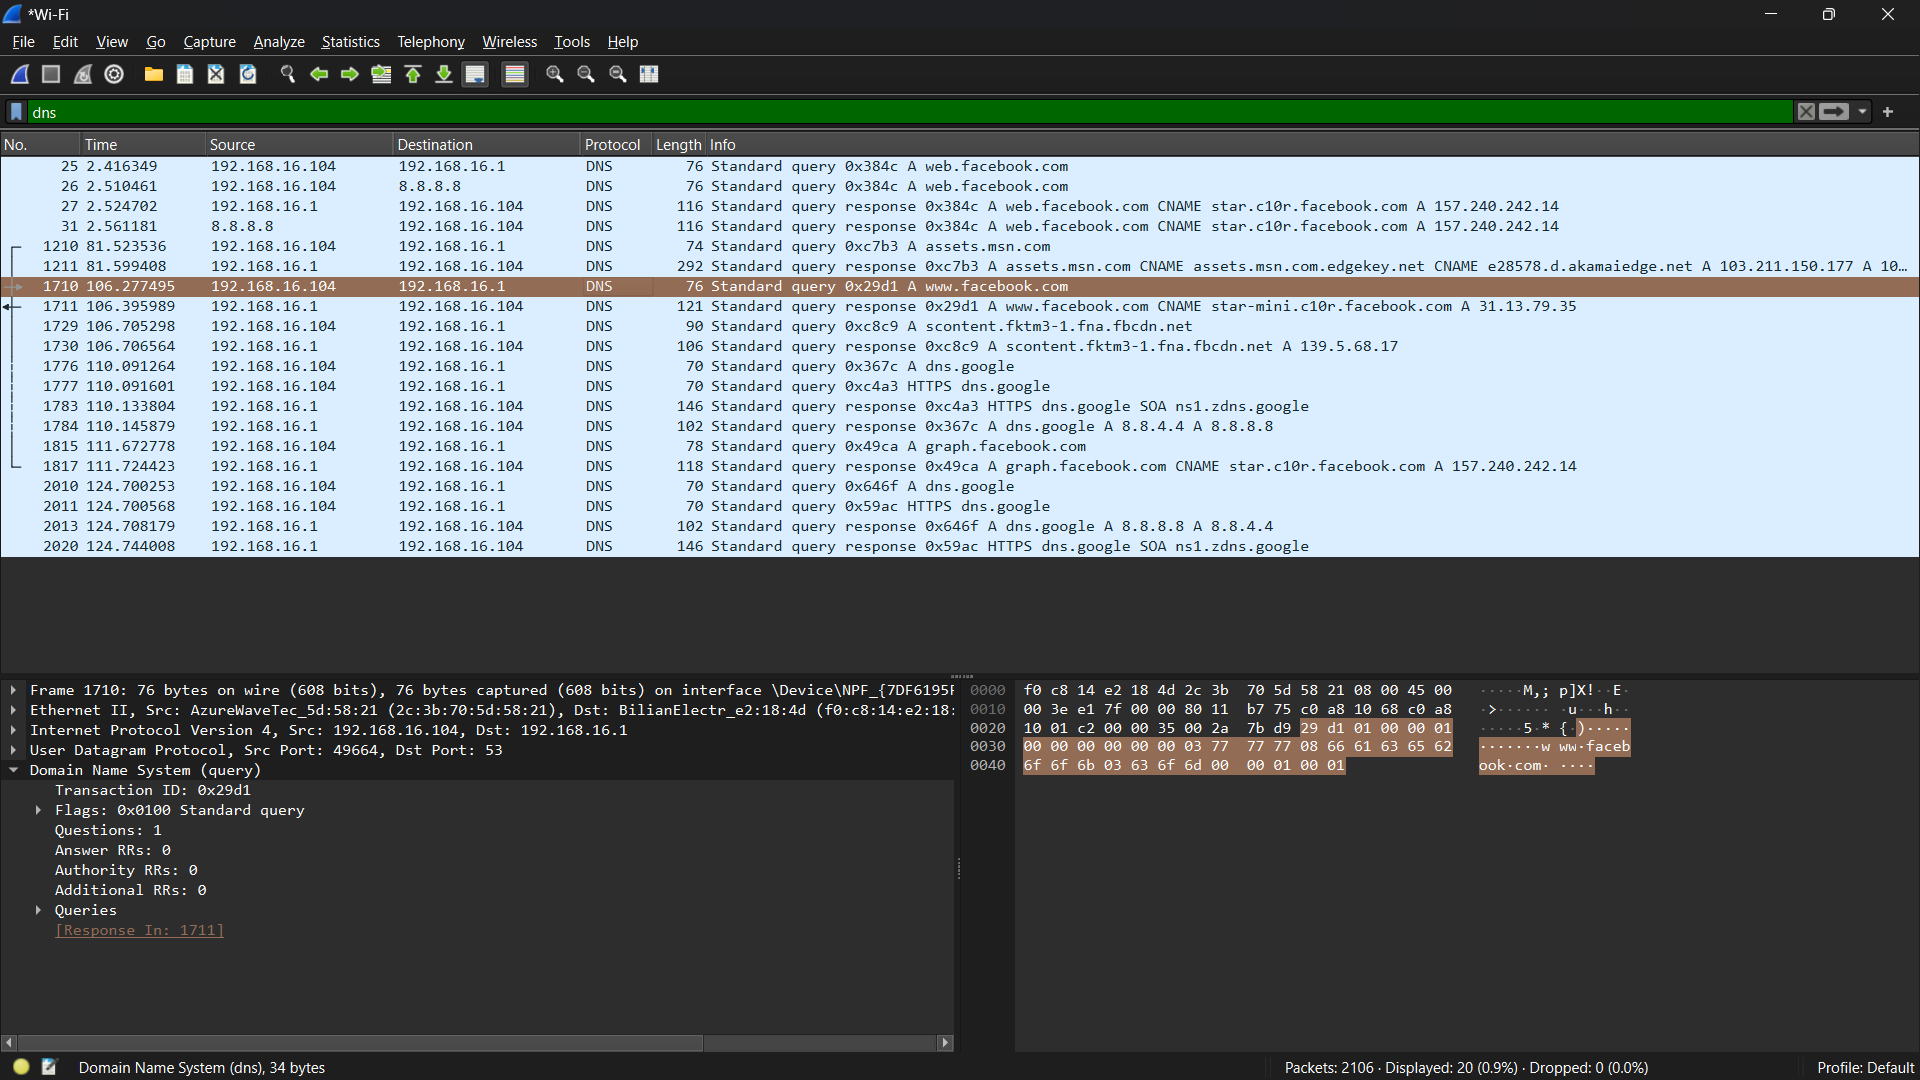 *Wi-Fi
File Edit View Go Capture Analyze Statistics Telephony Wireless Tools Help
dns
No. Time Source Destination Protocol Length Info
25 2.416349 192.168.16.104 192.168.16.1 DNS 76 Standard query 0x384c A web.facebook.com
26 2.510461 192.168.16.104 8.8.8.8 DNS 76 Standard query 0x384c A web.facebook.com
27 2.524702 192.168.16.1 192.168.16.104 DNS 116 Standard query response 0x384c A web.facebook.com CNAME star.c10r.facebook.com A 157.240.242.14
31 2.561181 8.8.8.8 192.168.16.104 DNS 116 Standard query response 0x384c A web.facebook.com CNAME star.c10r.facebook.com A 157.240.242.14
1210 81.523536 192.168.16.104 192.168.16.1 DNS 74 Standard query 0xc7b3 A assets.msn.com
1211 81.599408 192.168.16.1 192.168.16.104 DNS 292 Standard query response 0xc7b3 A assets.msn.com CNAME assets.msn.com.edgekey.net CNAME e28578.d.akamaiedge.net A 103.211.150.177 A 10…
1710 106.277495 192.168.16.104 192.168.16.1 DNS 76 Standard query 0x29d1 A www.facebook.com
1711 106.395989 192.168.16.1 192.168.16.104 DNS 121 Standard query response 0x29d1 A www.facebook.com CNAME star-mini.c10r.facebook.com A 31.13.79.35
1729 106.705298 192.168.16.104 192.168.16.1 DNS 90 Standard query 0xc8c9 A scontent.fktm3-1.fna.fbcdn.net
1730 106.706564 192.168.16.1 192.168.16.104 DNS 106 Standard query response 0xc8c9 A scontent.fktm3-1.fna.fbcdn.net A 139.5.68.17
1776 110.091264 192.168.16.104 192.168.16.1 DNS 70 Standard query 0x367c A dns.google
1777 110.091601 192.168.16.104 192.168.16.1 DNS 70 Standard query 0xc4a3 HTTPS dns.google
1783 110.133804 192.168.16.1 192.168.16.104 DNS 146 Standard query response 0xc4a3 HTTPS dns.google SOA ns1.zdns.google
1784 110.145879 192.168.16.1 192.168.16.104 DNS 102 Standard query response 0x367c A dns.google A 8.8.4.4 A 8.8.8.8
1815 111.672778 192.168.16.104 192.168.16.1 DNS 78 Standard query 0x49ca A graph.facebook.com
1817 111.724423 192.168.16.1 192.168.16.104 DNS 118 Standard query response 0x49ca A graph.facebook.com CNAME star.c10r.facebook.com A 157.240.242.14
2010 124.700253 192.168.16.104 192.168.16.1 DNS 70 Standard query 0x646f A dns.google
2011 124.700568 192.168.16.104 192.168.16.1 DNS 70 Standard query 0x59ac HTTPS dns.google
2013 124.708179 192.168.16.1 192.168.16.104 DNS 102 Standard query response 0x646f A dns.google A 8.8.8.8 A 8.8.4.4
2020 124.744008 192.168.16.1 192.168.16.104 DNS 146 Standard query response 0x59ac HTTPS dns.google SOA ns1.zdns.google
Frame 1710: 76 bytes on wire (608 bits), 76 bytes captured (608 bits) on interface \Device\NPF_{7DF6195F
Ethernet II, Src: AzureWaveTec_5d:58:21 (2c:3b:70:5d:58:21), Dst: BilianElectr_e2:18:4d (f0:c8:14:e2:18:
Internet Protocol Version 4, Src: 192.168.16.104, Dst: 192.168.16.1
User Datagram Protocol, Src Port: 49664, Dst Port: 53
Domain Name System (query)
Transaction ID: 0x29d1
Flags: 0x0100 Standard query
Questions: 1
Answer RRs: 0
Authority RRs: 0
Additional RRs: 0
Queries
[Response In: 1711]
0000 f0 c8 14 e2 18 4d 2c 3b 70 5d 58 21 08 00 45 00 ·····M,; p]X!··E·
0010 00 3e e1 7f 00 00 80 11 b7 75 c0 a8 10 68 c0 a8 ·>······ ·u···h··
0020 10 01 c2 00 00 35 00 2a 7b d9 29 d1 01 00 00 01 ·····5·* {·)·····
0030 00 00 00 00 00 00 03 77 77 77 08 66 61 63 65 62 ·······w ww·faceb
0040 6f 6f 6b 03 63 6f 6d 00 00 01 00 01 ook·com· ····
Domain Name System (dns), 34 bytes
Packets: 2106 · Displayed: 20 (0.9%) · Dropped: 0 (0.0%)
Profile: Default